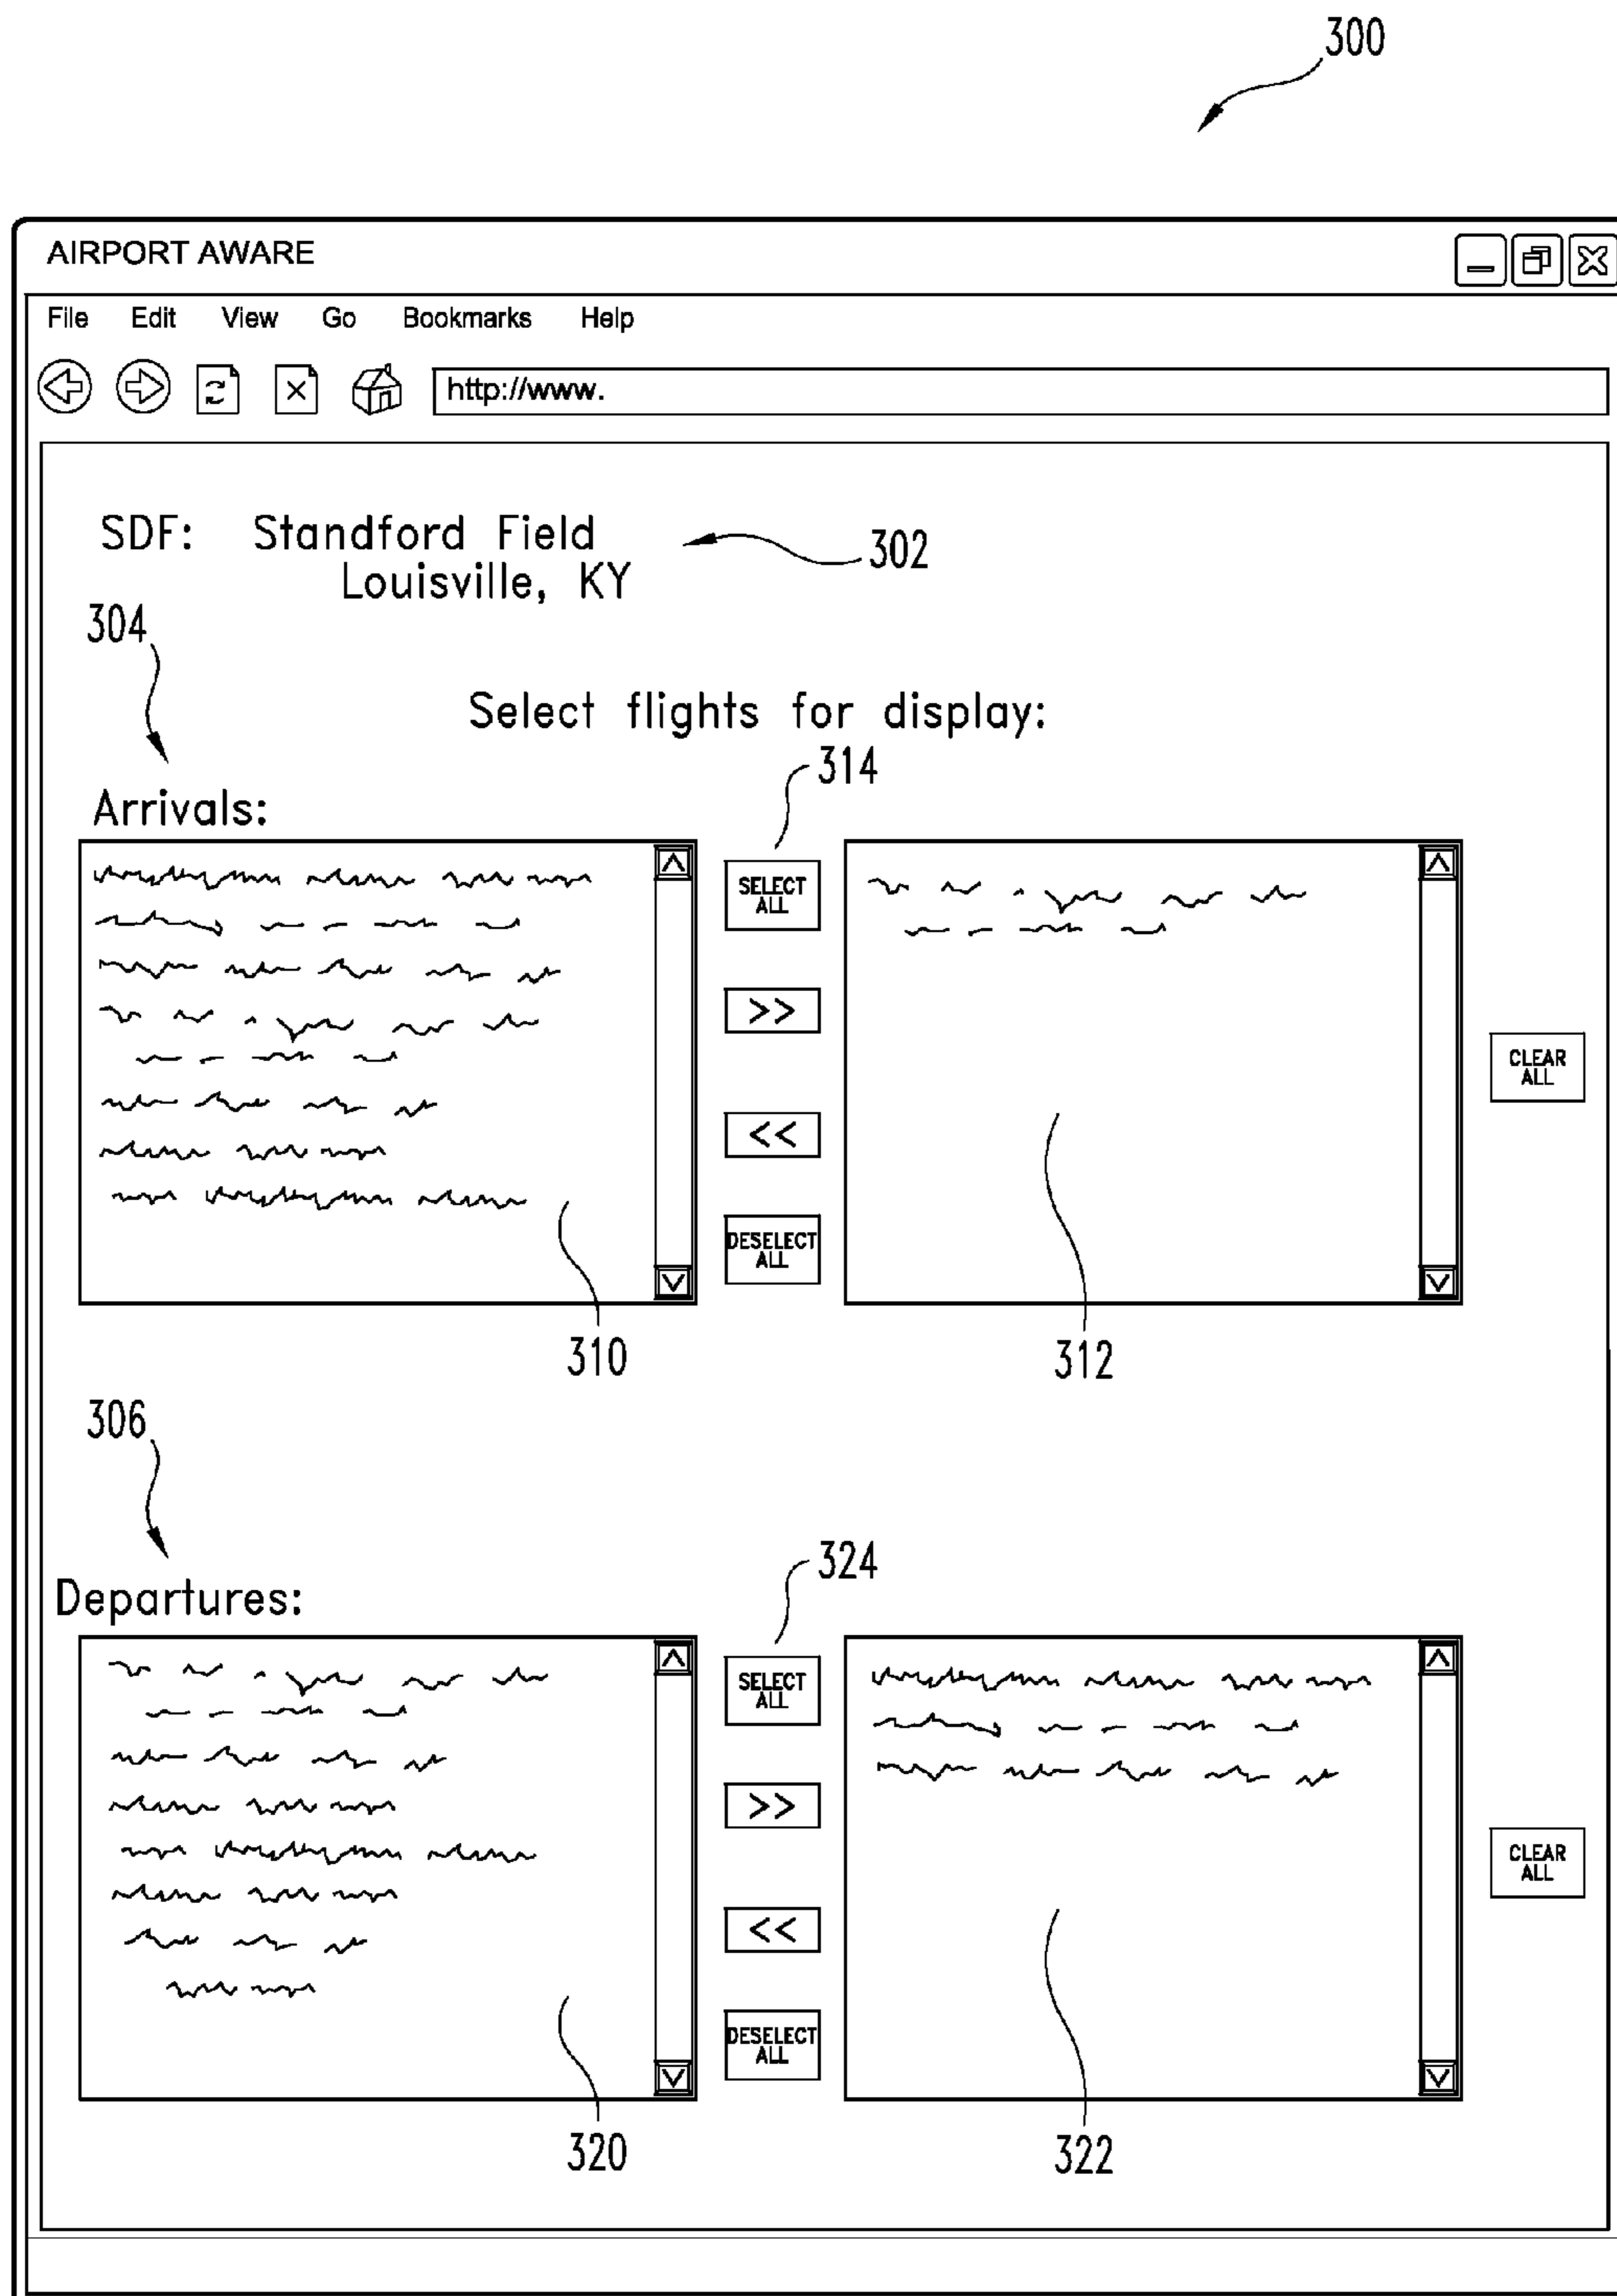 300
AIRPORT AWARE
File Edit View Go Bookmarks Help
http://www.
SDF: Standford Field
302
Louisville, KY
304
Select flights for display:
314
Arrivals:
SELECT
ALL
>>
CLEAR
ALL
<<
DESELECT
ALL
310
312
306
324
Departures:
SELECT
ALL
>>
CLEAR
ALL
<<
DESELECT
ALL
320
322